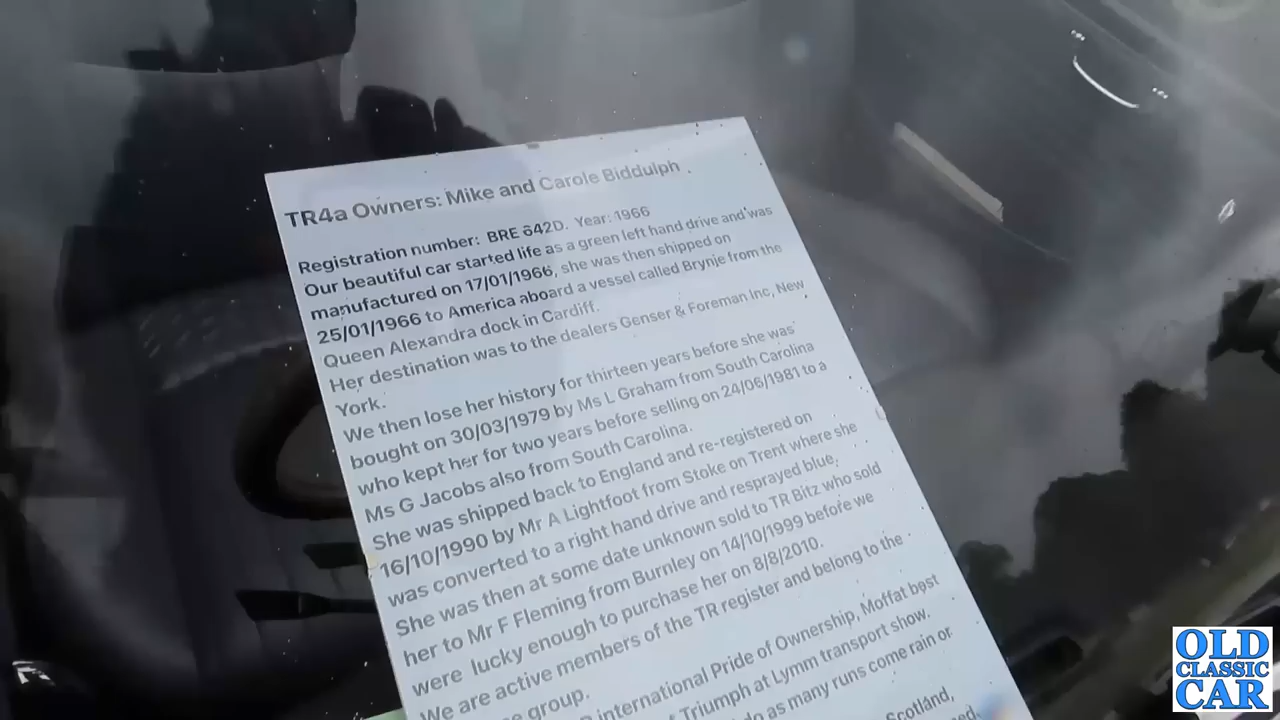 TR4a Owners: Mike and Carole Biddulph
Registration number: BRE 642D. Year: 1966
Our beautiful car started life as a green left hand drive and was
manufactured on 17/01/1966, she was then shipped on
25/01/1966 to America aboard a vessel called Brynje from the
Queen Alexandra dock in Cardiff.
Her destination was to the dealers Genser & Foreman Inc, New
York.
We then lose her history for thirteen years before she was
bought on 30/03/1979 by Ms L Graham from South Carolina
who kept her for two years before selling on 24/06/1981 to a
Ms G Jacobs also from South Carolina.
She was shipped back to England and re-registered on
16/10/1990 by Mr A Lightfoot from Stoke on Trent where she
was converted to a right hand drive and resprayed blue,
She was then at some date unknown sold to TR Bitz who sold
her to Mr F Fleming from Burnley on 14/10/1999 before we
were lucky enough to purchase her on 8/8/2010.
We are active members of the TR register and belong to the
group.
international Pride of Ownership, Moffat best
Triumph at Lymm transport show.
do as many runs come rain or
Scotland,
OLD
CLASSIC
CAR